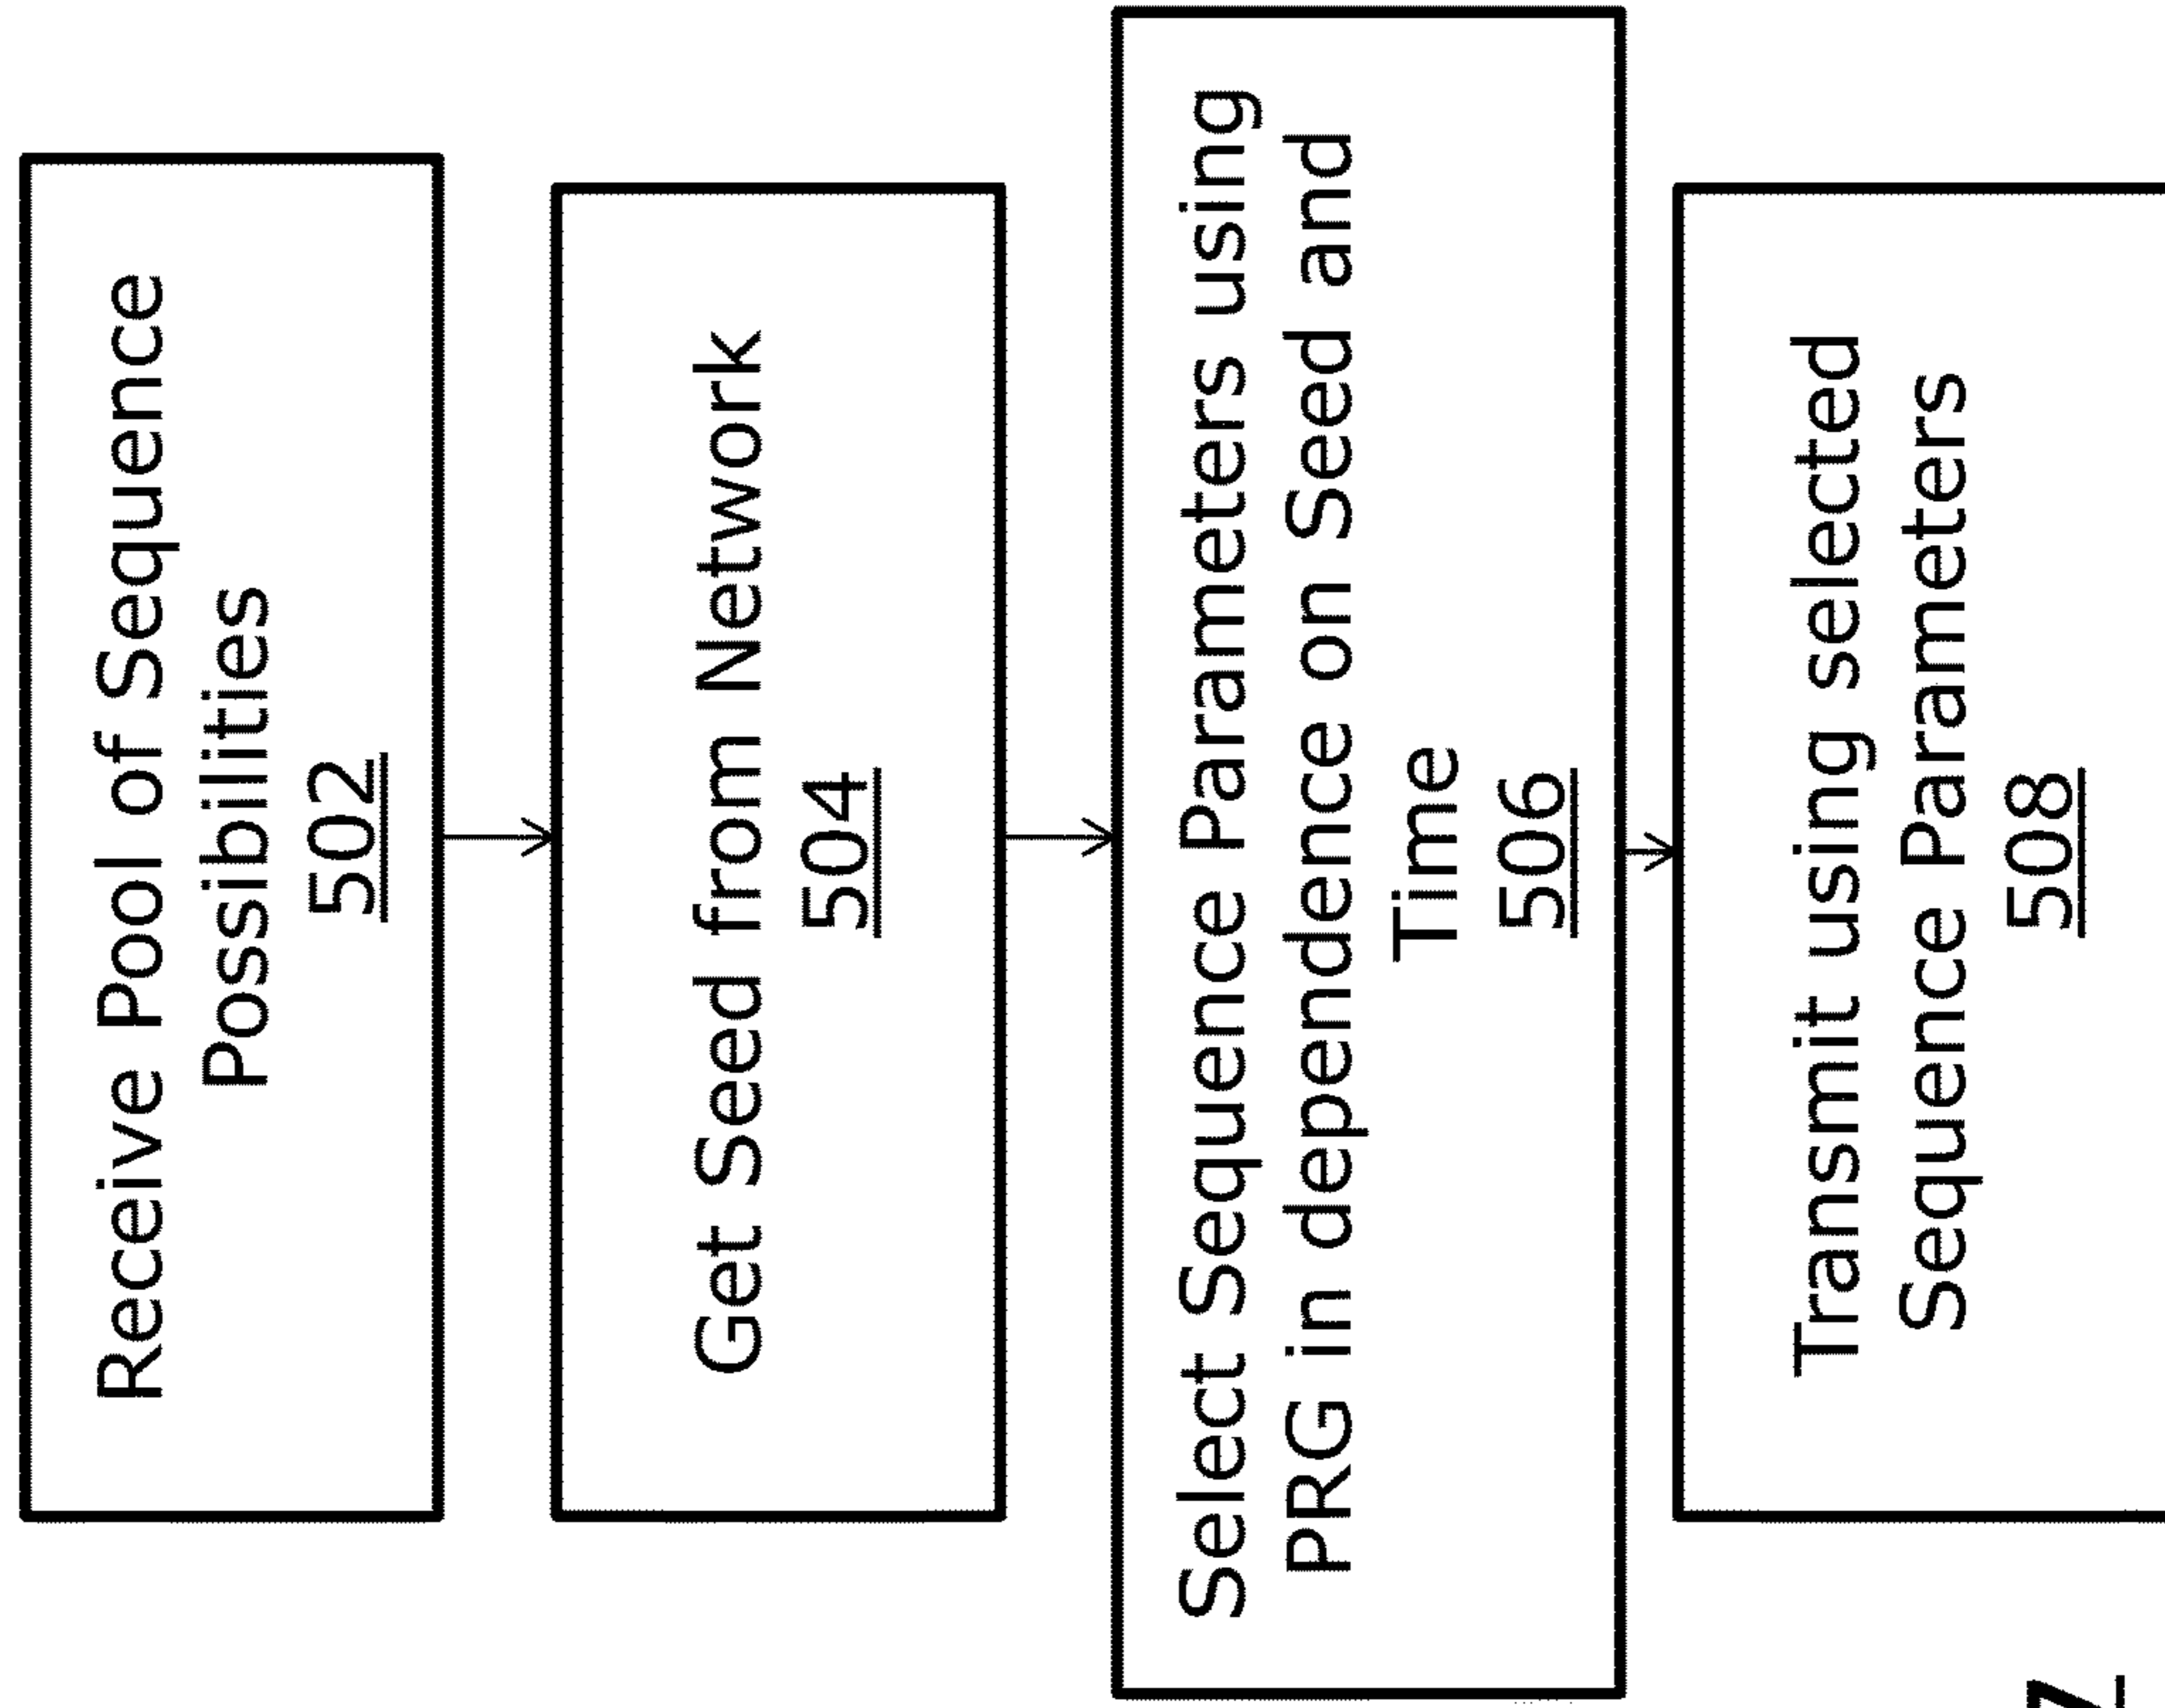 Receive Pool of Sequence
Possibilities
502
Get Seed from Network
504
Select Sequence Parameters using
PRG in dependence on Seed and
Time
506
Transmit using selected
Sequence Parameters
508